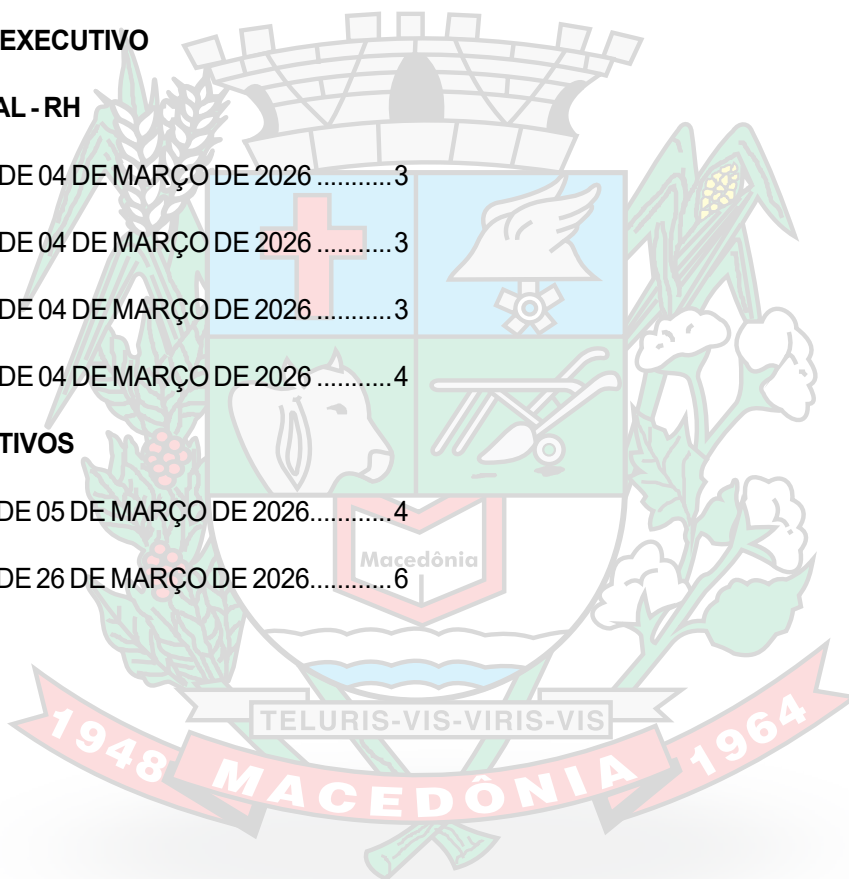 EXECUTIVO
AL - RH
DE 04 DE MARÇO DE 2026 ...........3
DE 04 DE MARÇO DE 2026 ...........3
DE 04 DE MARÇO DE 2026 ...........3
DE 04 DE MARÇO DE 2026 ...........4
TIVOS
DE 05 DE MARÇO DE 2026............4
Macedônia
DE 26 DE MARÇO DE 2026............6
TELURIS-VIS-VIRIS-VIS
1948 MACEDÔNIA 1964